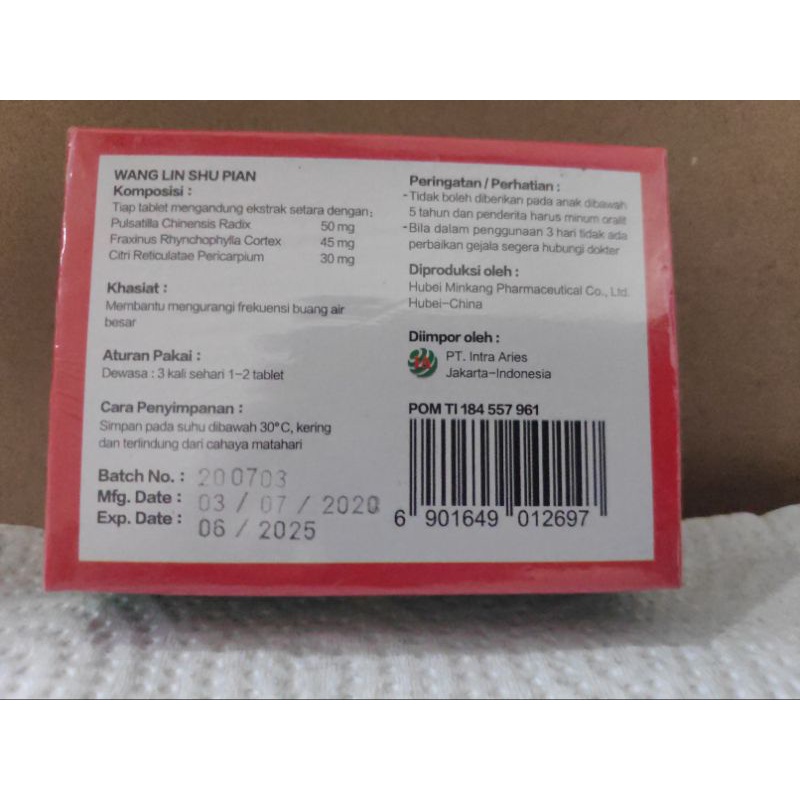 WANG LIN SHU PIAN
Komposisi :
Tiap tablet mengandung ekstrak setara dengan;
Pulsatilla Chinensis Radix 50 mg
Fraxinus Rhynchophylla Cortex 45 mg
Citri Reticulatae Pericarpium 30 mg
Khasiat :
Membantu mengurangi frekuensi buang air
besar
Aturan Pakai :
Dewasa : 3 kali sehari 1-2 tablet
Cara Penyimpanan :
Simpan pada suhu dibawah 30°C, kering
dan terlindung dari cahaya matahari
Batch No. : 200703
Mfg. Date : 03 / 07 / 2020
Exp. Date : 06 / 2025
Peringatan / Perhatian :
-Tidak boleh diberikan pada anak dibawah
5 tahun dan penderita harus minum oralit
-Bila dalam penggunaan 3 hari tidak ada
perbaikan gejala segera hubungi dokter
Diproduksi oleh :
Hubei Minkang Pharmaceutical Co., Ltd.
Hubei-China
Diimpor oleh :
PT. Intra Aries
Jakarta-Indonesia
POM TI 184 557 961
6 901649 012697